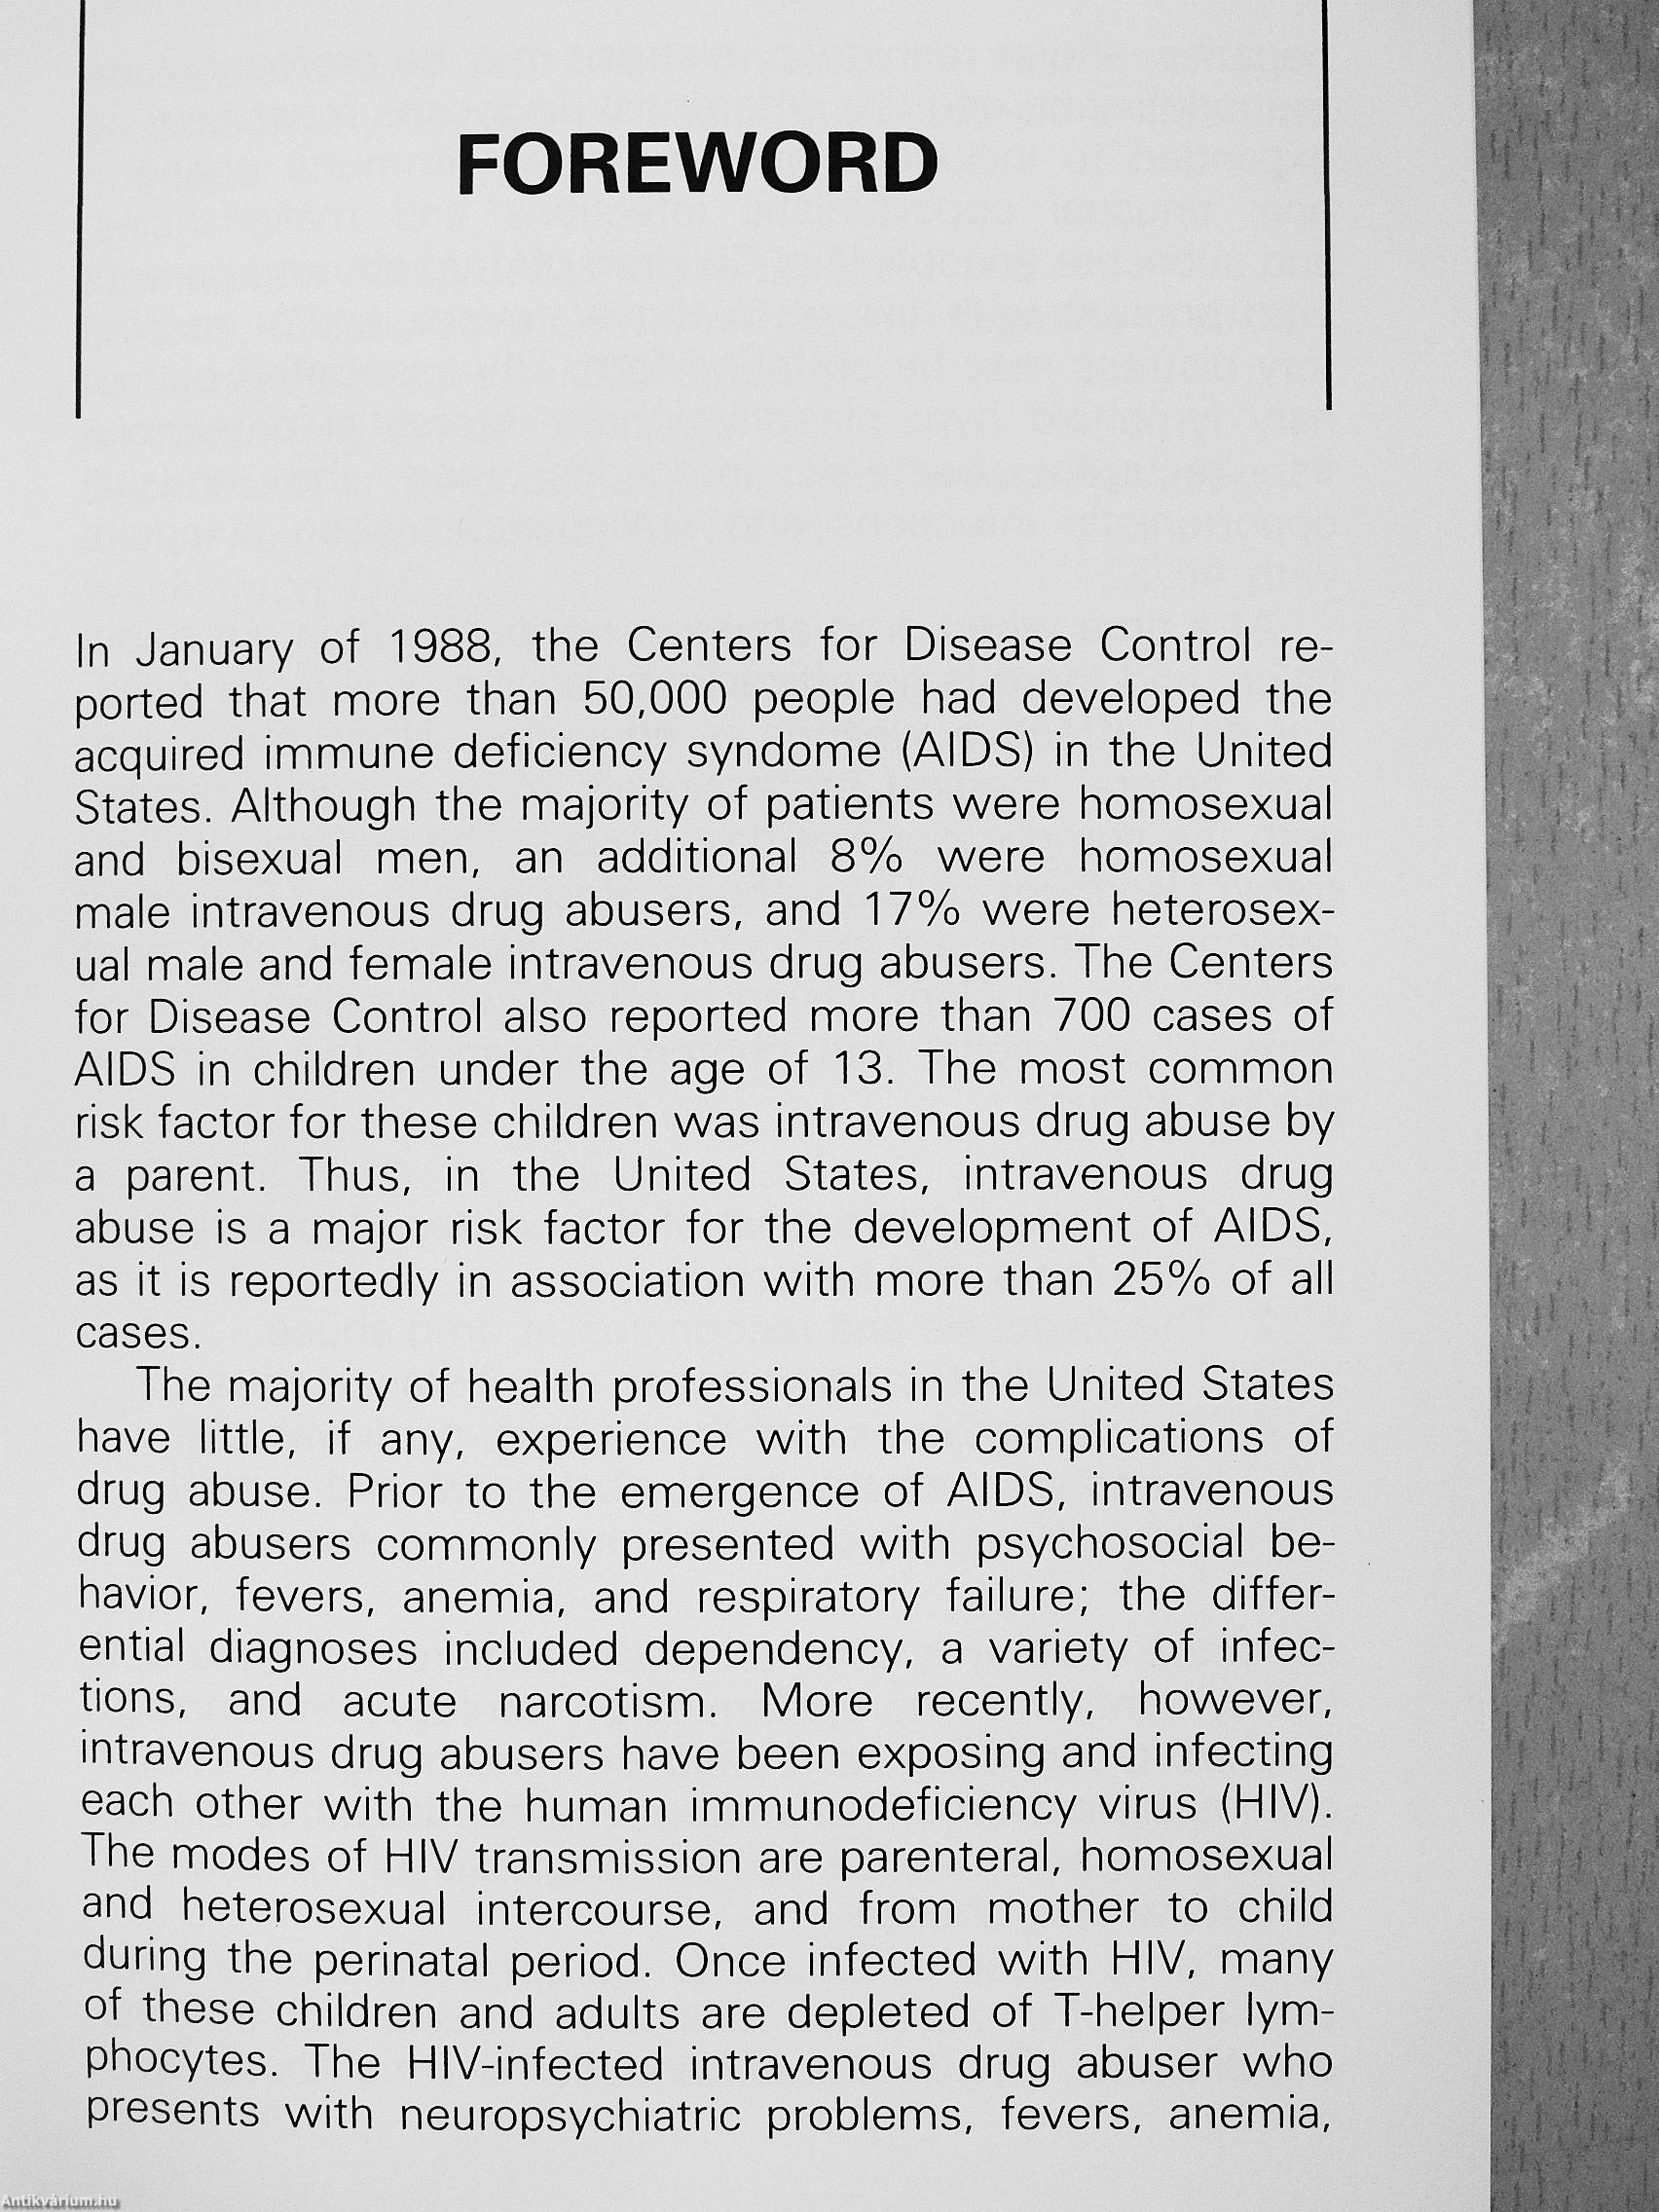 FOREWORD
In January of 1988, the Centers for Disease Control re-
ported that more than 50,000 people had developed the
acquired immune deficiency syndome (AIDS) in the United
States. Although the majority of patients were homosexual
and bisexual men, an additional 8% were homosexual
male intravenous drug abusers, and 17% were heterosex-
ual male and female intravenous drug abusers. The Centers
for Disease Control also reported more than 700 cases of
AIDS in children under the age of 13. The most common
risk factor for these children was intravenous drug abuse by
a parent. Thus, in the United States, intravenous drug
abuse is a major risk factor for the development of AIDS,
as it is reportedly in association with more than 25% of all
cases.
The majority of health professionals in the United States
have little, if any, experience with the complications of
drug abuse. Prior to the emergence of AIDS, intravenous
drug abusers commonly presented with psychosocial be-
havior, fevers, anemia, and respiratory failure; the differ-
ential diagnoses included dependency, a variety of infec-
tions, and acute narcotism. More recently, however,
intravenous drug abusers have been exposing and infecting
each other with the human immunodeficiency virus (HIV).
The modes of HIV transmission are parenteral, homosexual
and heterosexual intercourse, and from mother to child
during the perinatal period. Once infected with HIV, many
of these children and adults are depleted of T-helper lym-
phocytes. The HIV-infected intravenous drug abuser who
presents with neuropsychiatric problems, fevers, anemia,
Antikvárium.hu